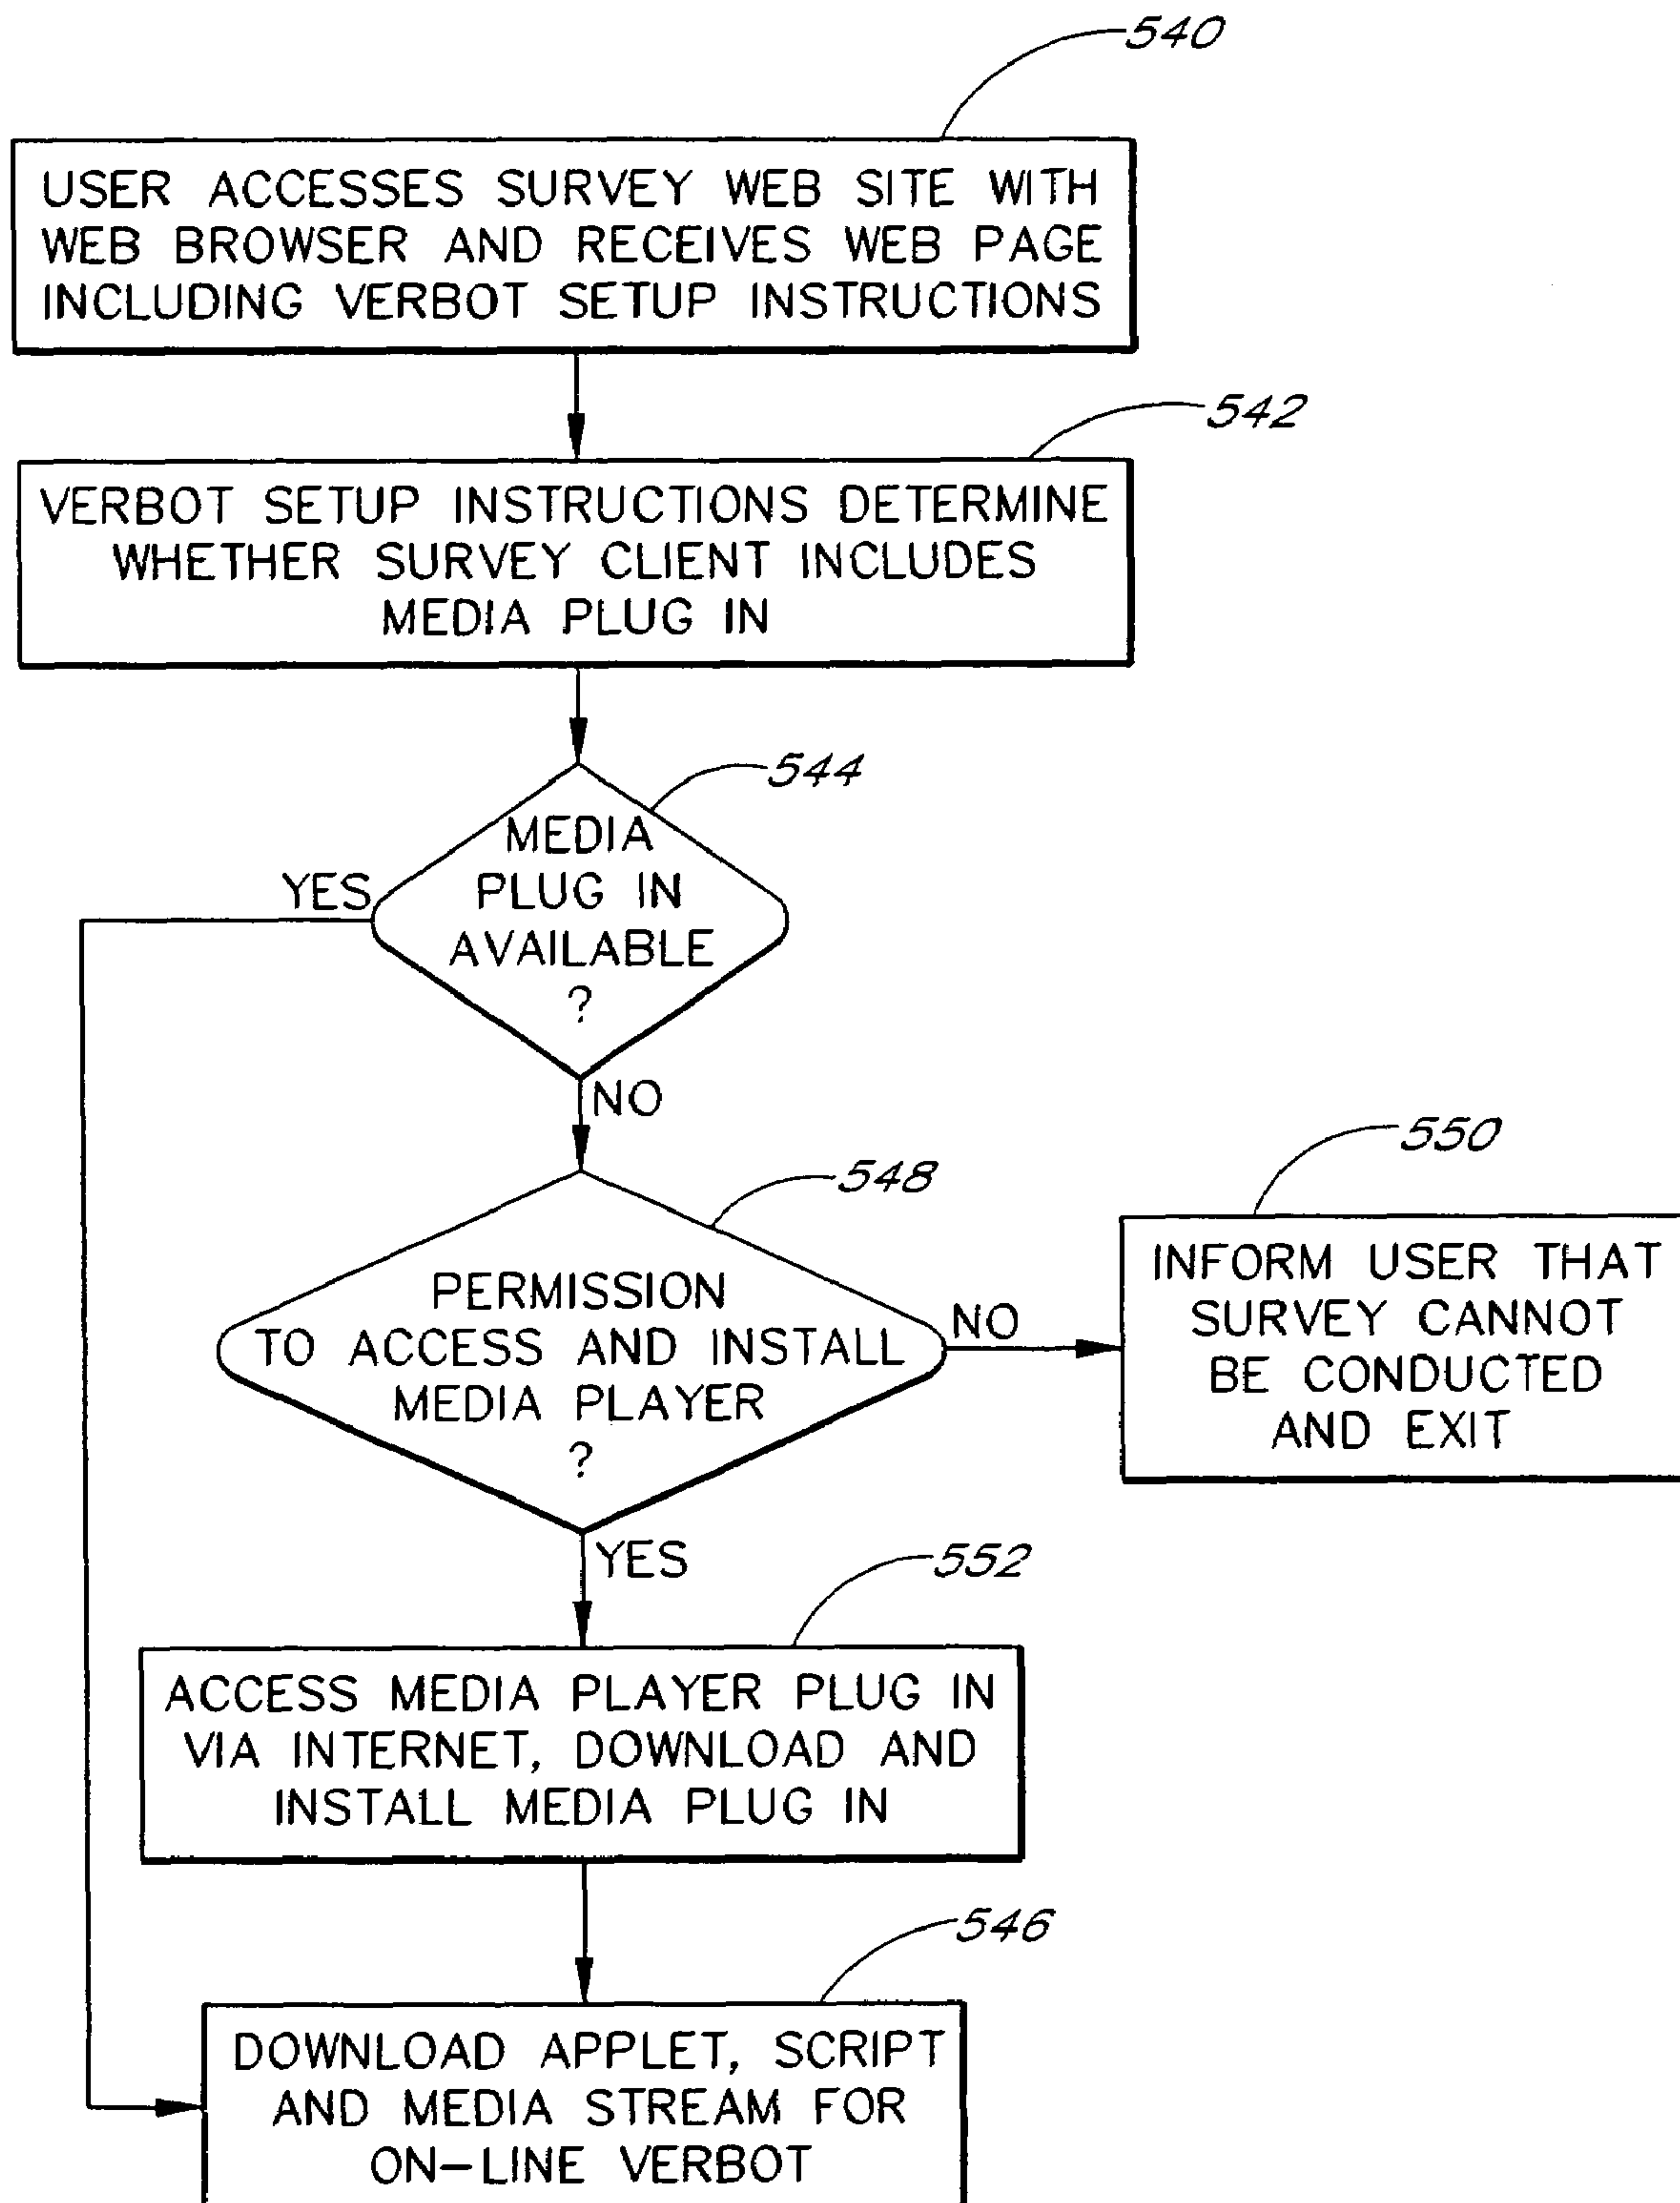 540
USER ACCESSES SURVEY WEB SITE WITH
WEB BROWSER AND RECEIVES WEB PAGE
INCLUDING VERBOT SETUP INSTRUCTIONS
542
VERBOT SETUP INSTRUCTIONS DETERMINE
WHETHER SURVEY CLIENT INCLUDES
MEDIA PLUG IN
544
MEDIA
PLUG IN
AVAILABLE
?
YES
NO
548
PERMISSION
TO ACCESS AND INSTALL
MEDIA PLAYER
?
NO
550
INFORM USER THAT
SURVEY CANNOT
BE CONDUCTED
AND EXIT
YES
552
ACCESS MEDIA PLAYER PLUG IN
VIA INTERNET, DOWNLOAD AND
INSTALL MEDIA PLUG IN
546
DOWNLOAD APPLET, SCRIPT
AND MEDIA STREAM FOR
ON-LINE VERBOT